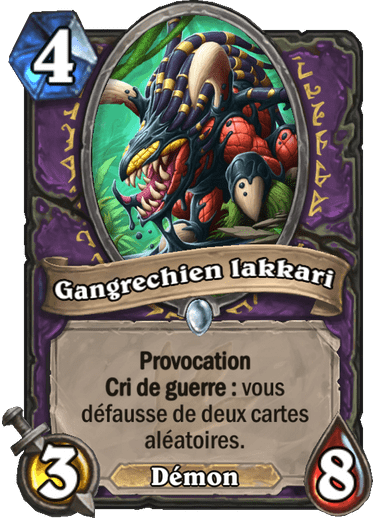 4
Gangrechien lakkari
Provocation
Cri de guerre : vous
défausse de deux cartes
aléatoires.
3
Démon
8